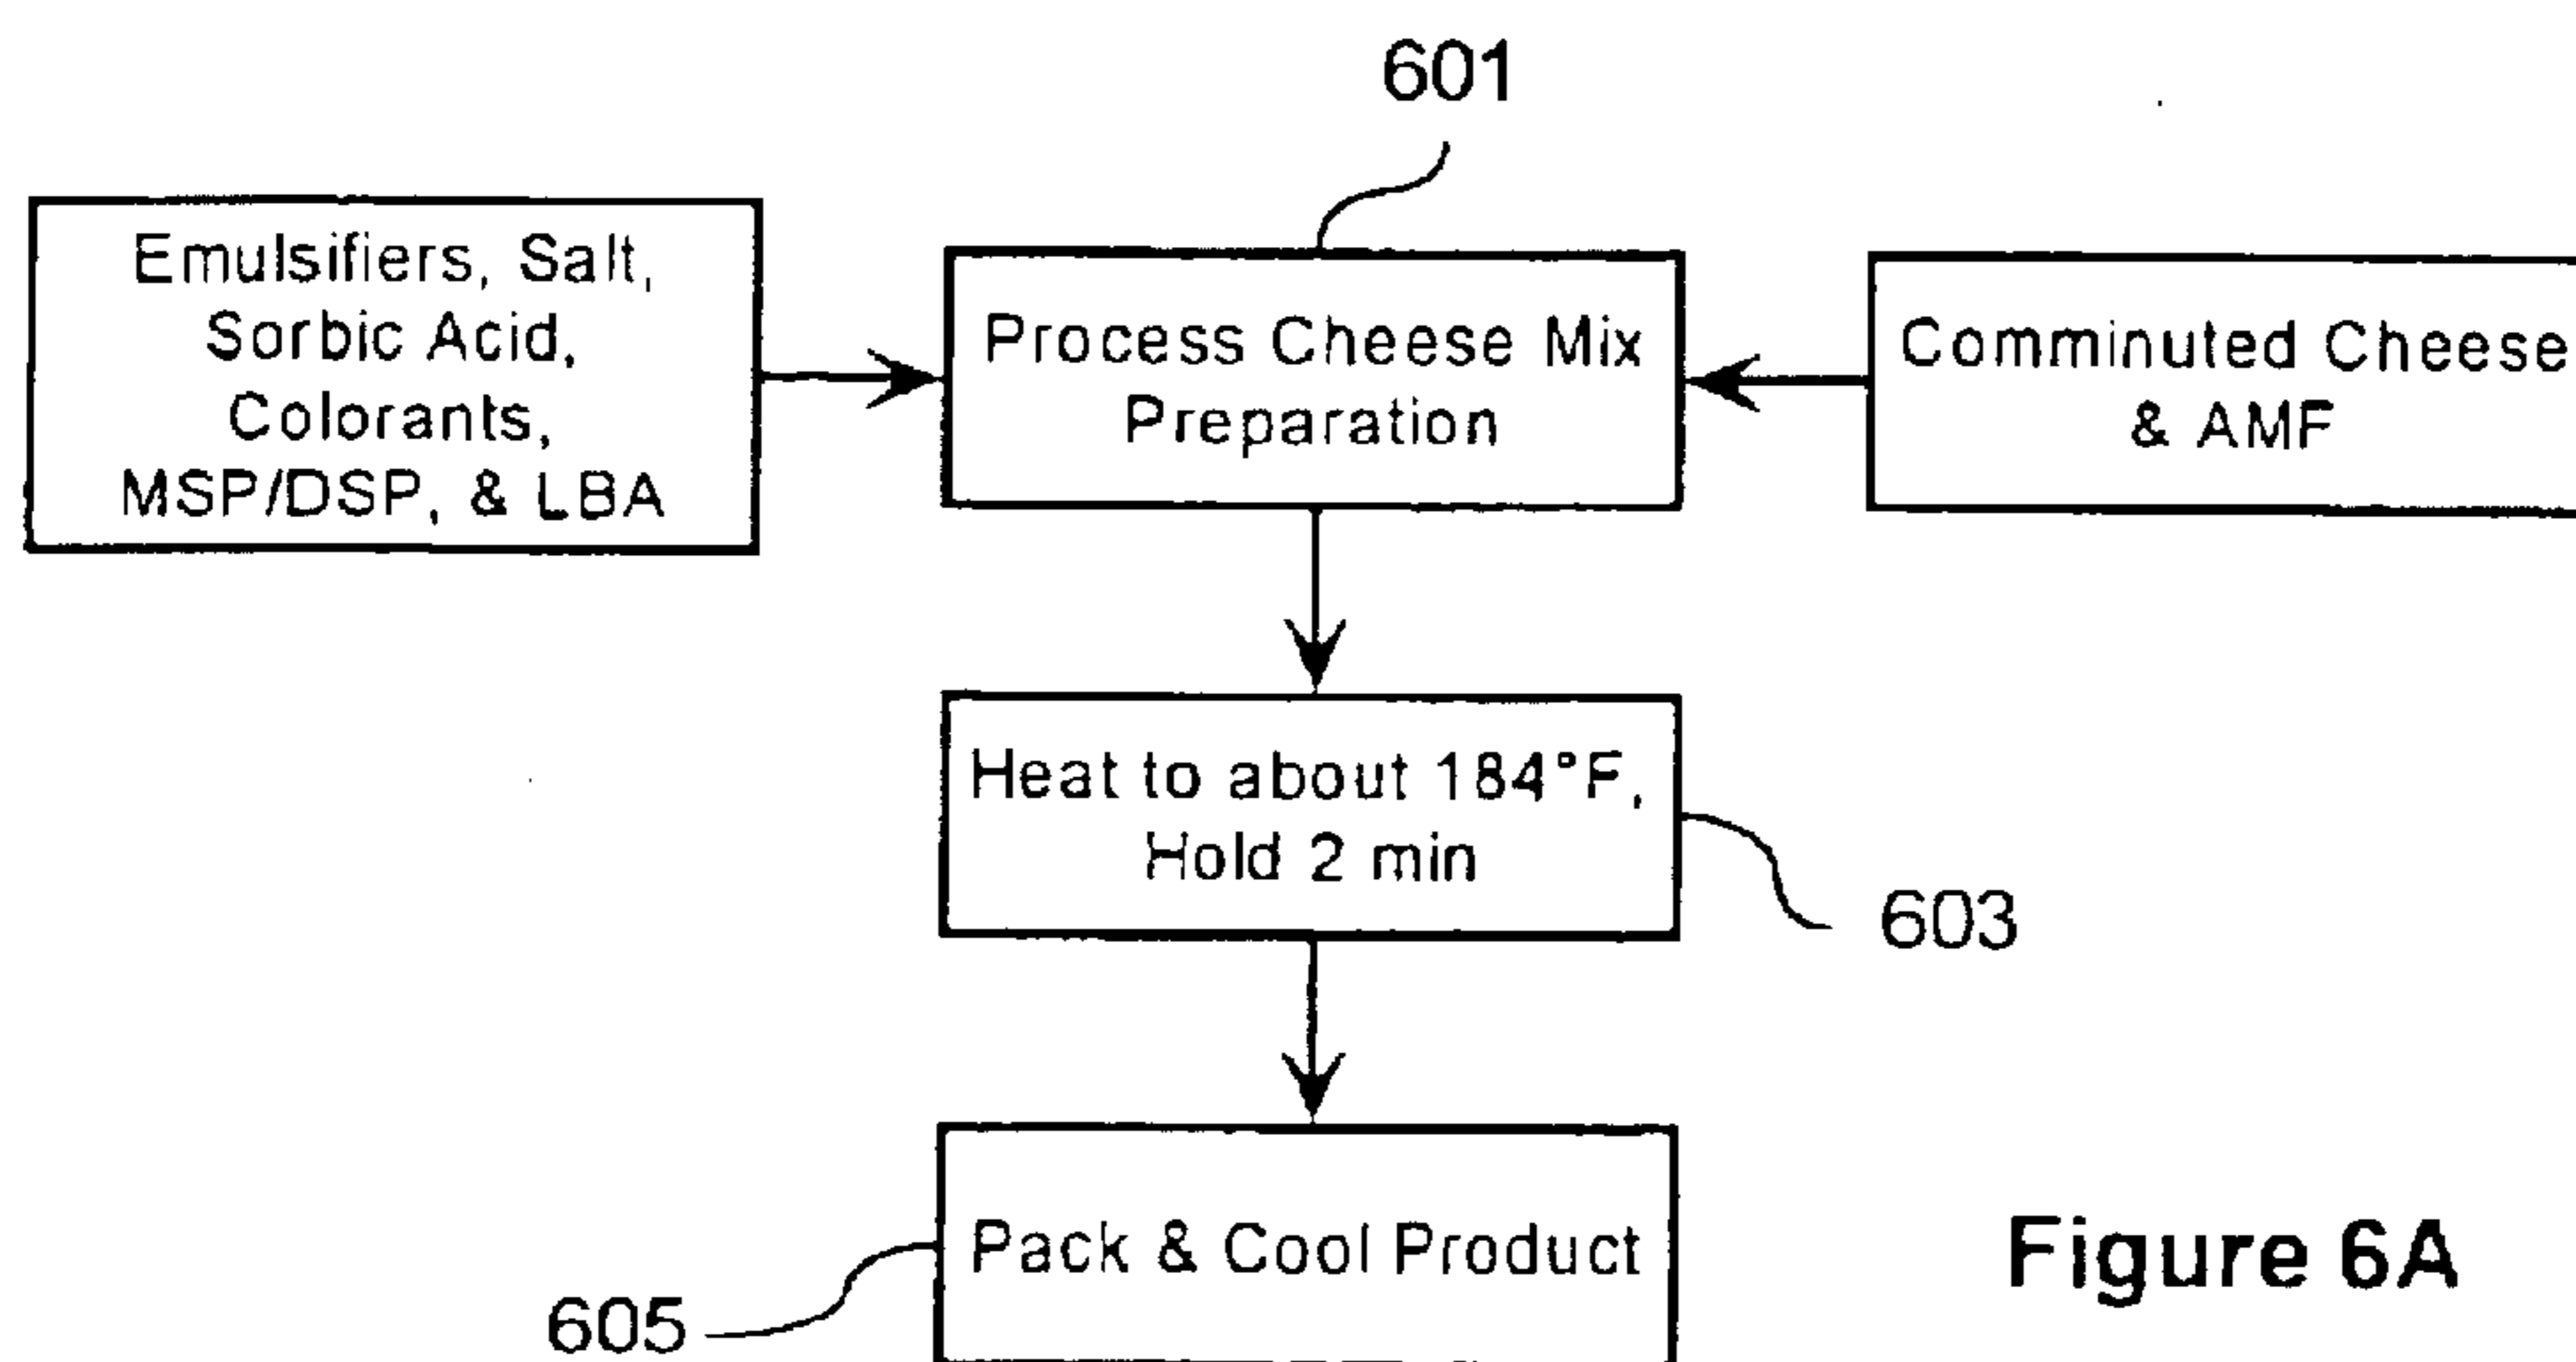 601
Emulsifiers, Salt,
Sorbic Acid,
Colorants,
MSP/DSP, & LBA
Process Cheese Mix
Preparation
Comminuted Cheese
& AMF
Heat to about 184°F,
Hold 2 min
603
Pack & Cool Product
605
Figure 6A